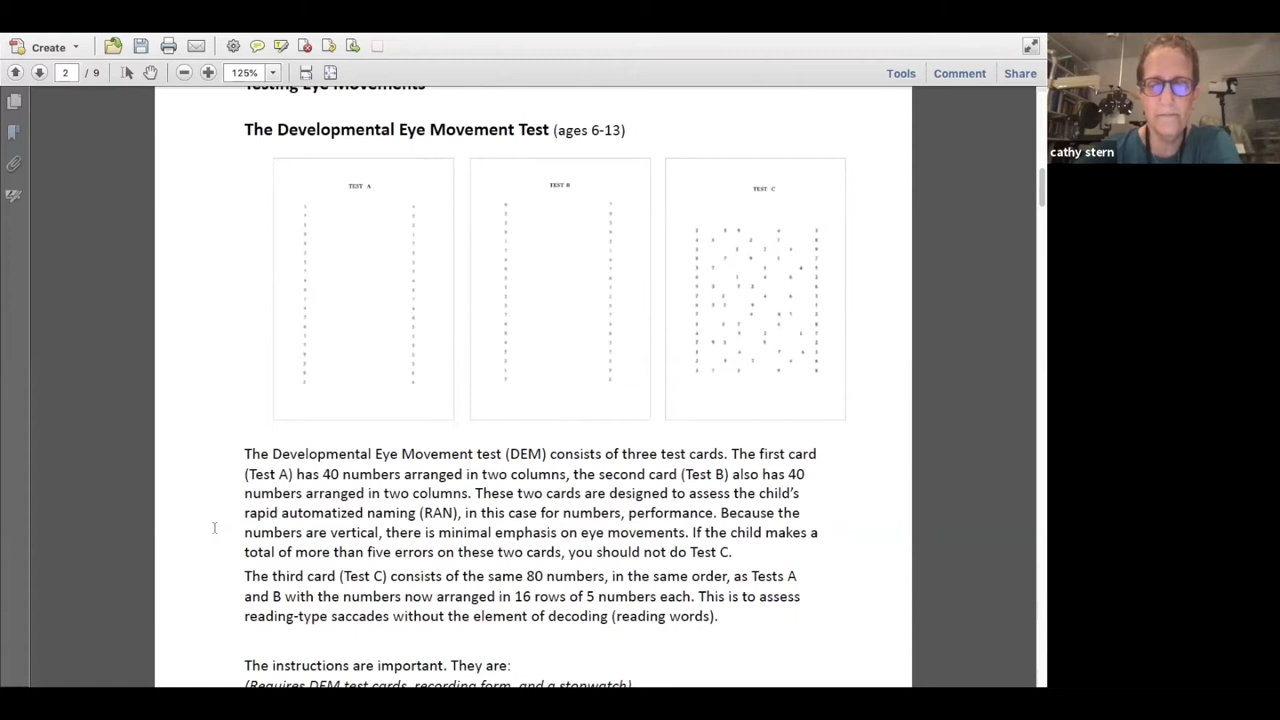 Create
2 / 9
125%
Tools
Comment
Share
cathy stern
Testing Eye Movements
The Developmental Eye Movement Test (ages 6-13)
TEST A
TEST B
TEST C
The Developmental Eye Movement test (DEM) consists of three test cards. The first card
(Test A) has 40 numbers arranged in two columns, the second card (Test B) also has 40
numbers arranged in two columns. These two cards are designed to assess the child's
rapid automatized naming (RAN), in this case for numbers, performance. Because the
numbers are vertical, there is minimal emphasis on eye movements. If the child makes a
total of more than five errors on these two cards, you should not do Test C.
The third card (Test C) consists of the same 80 numbers, in the same order, as Tests A
and B with the numbers now arranged in 16 rows of 5 numbers each. This is to assess
reading-type saccades without the element of decoding (reading words).
The instructions are important. They are:
(Requires DEM test cards, recording form, and a stopwatch)